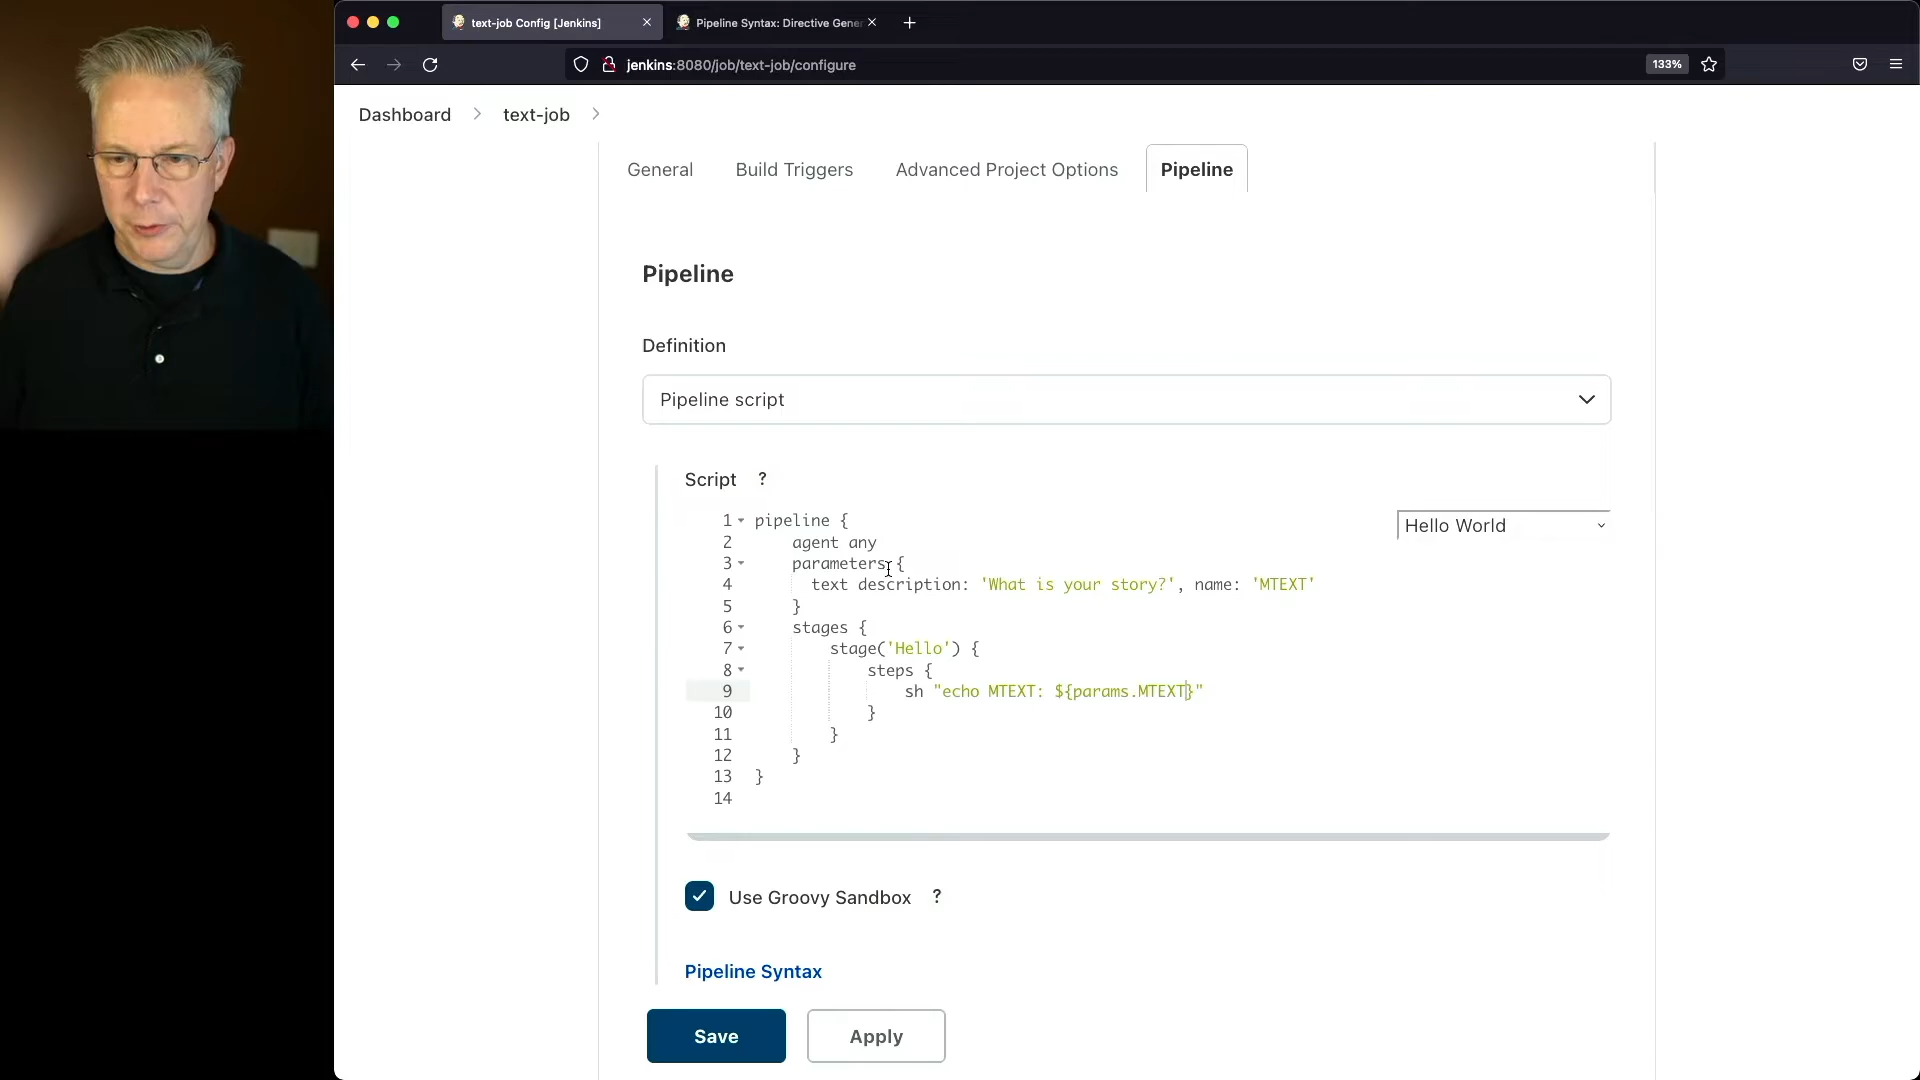 text-job Config [Jenkins]
Pipeline Syntax: Directive Gene
jenkins:8080/job/text-job/configure
133%
Dashboard
text-job
General
Build Triggers
Advanced Project Options
Pipeline
Pipeline
Definition
Pipeline script
Script ?
Hello World
1 pipeline {
2     agent any
3     parameters {
4       text description: 'What is your story?', name: 'MTEXT'
5     }
6     stages {
7         stage('Hello') {
8             steps {
9                 sh "echo MTEXT: ${params.MTEXT}"
10             }
11         }
12     }
13 }
14
Use Groovy Sandbox ?
Pipeline Syntax
Save
Apply